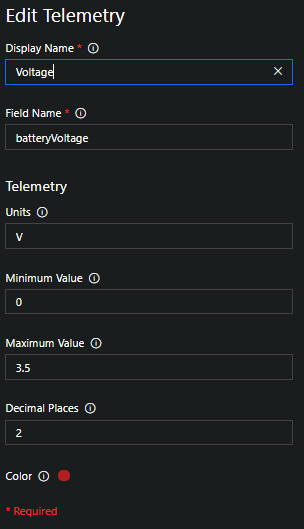 Edit Telemetry
Display Name *
Voltage
Field Name *
batteryVoltage
Telemetry
Units
V
Minimum Value
0
Maximum Value
3.5
Decimal Places
2
Color
* Required